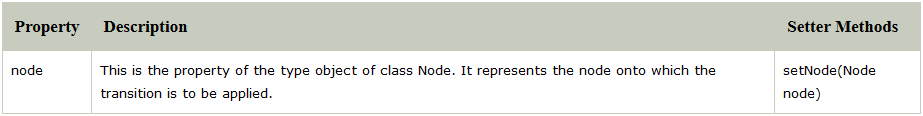 Property Description Setter Methods
node This is the property of the type object of class Node. It represents the node onto which the setNode(Node
transition is to be applied. node)